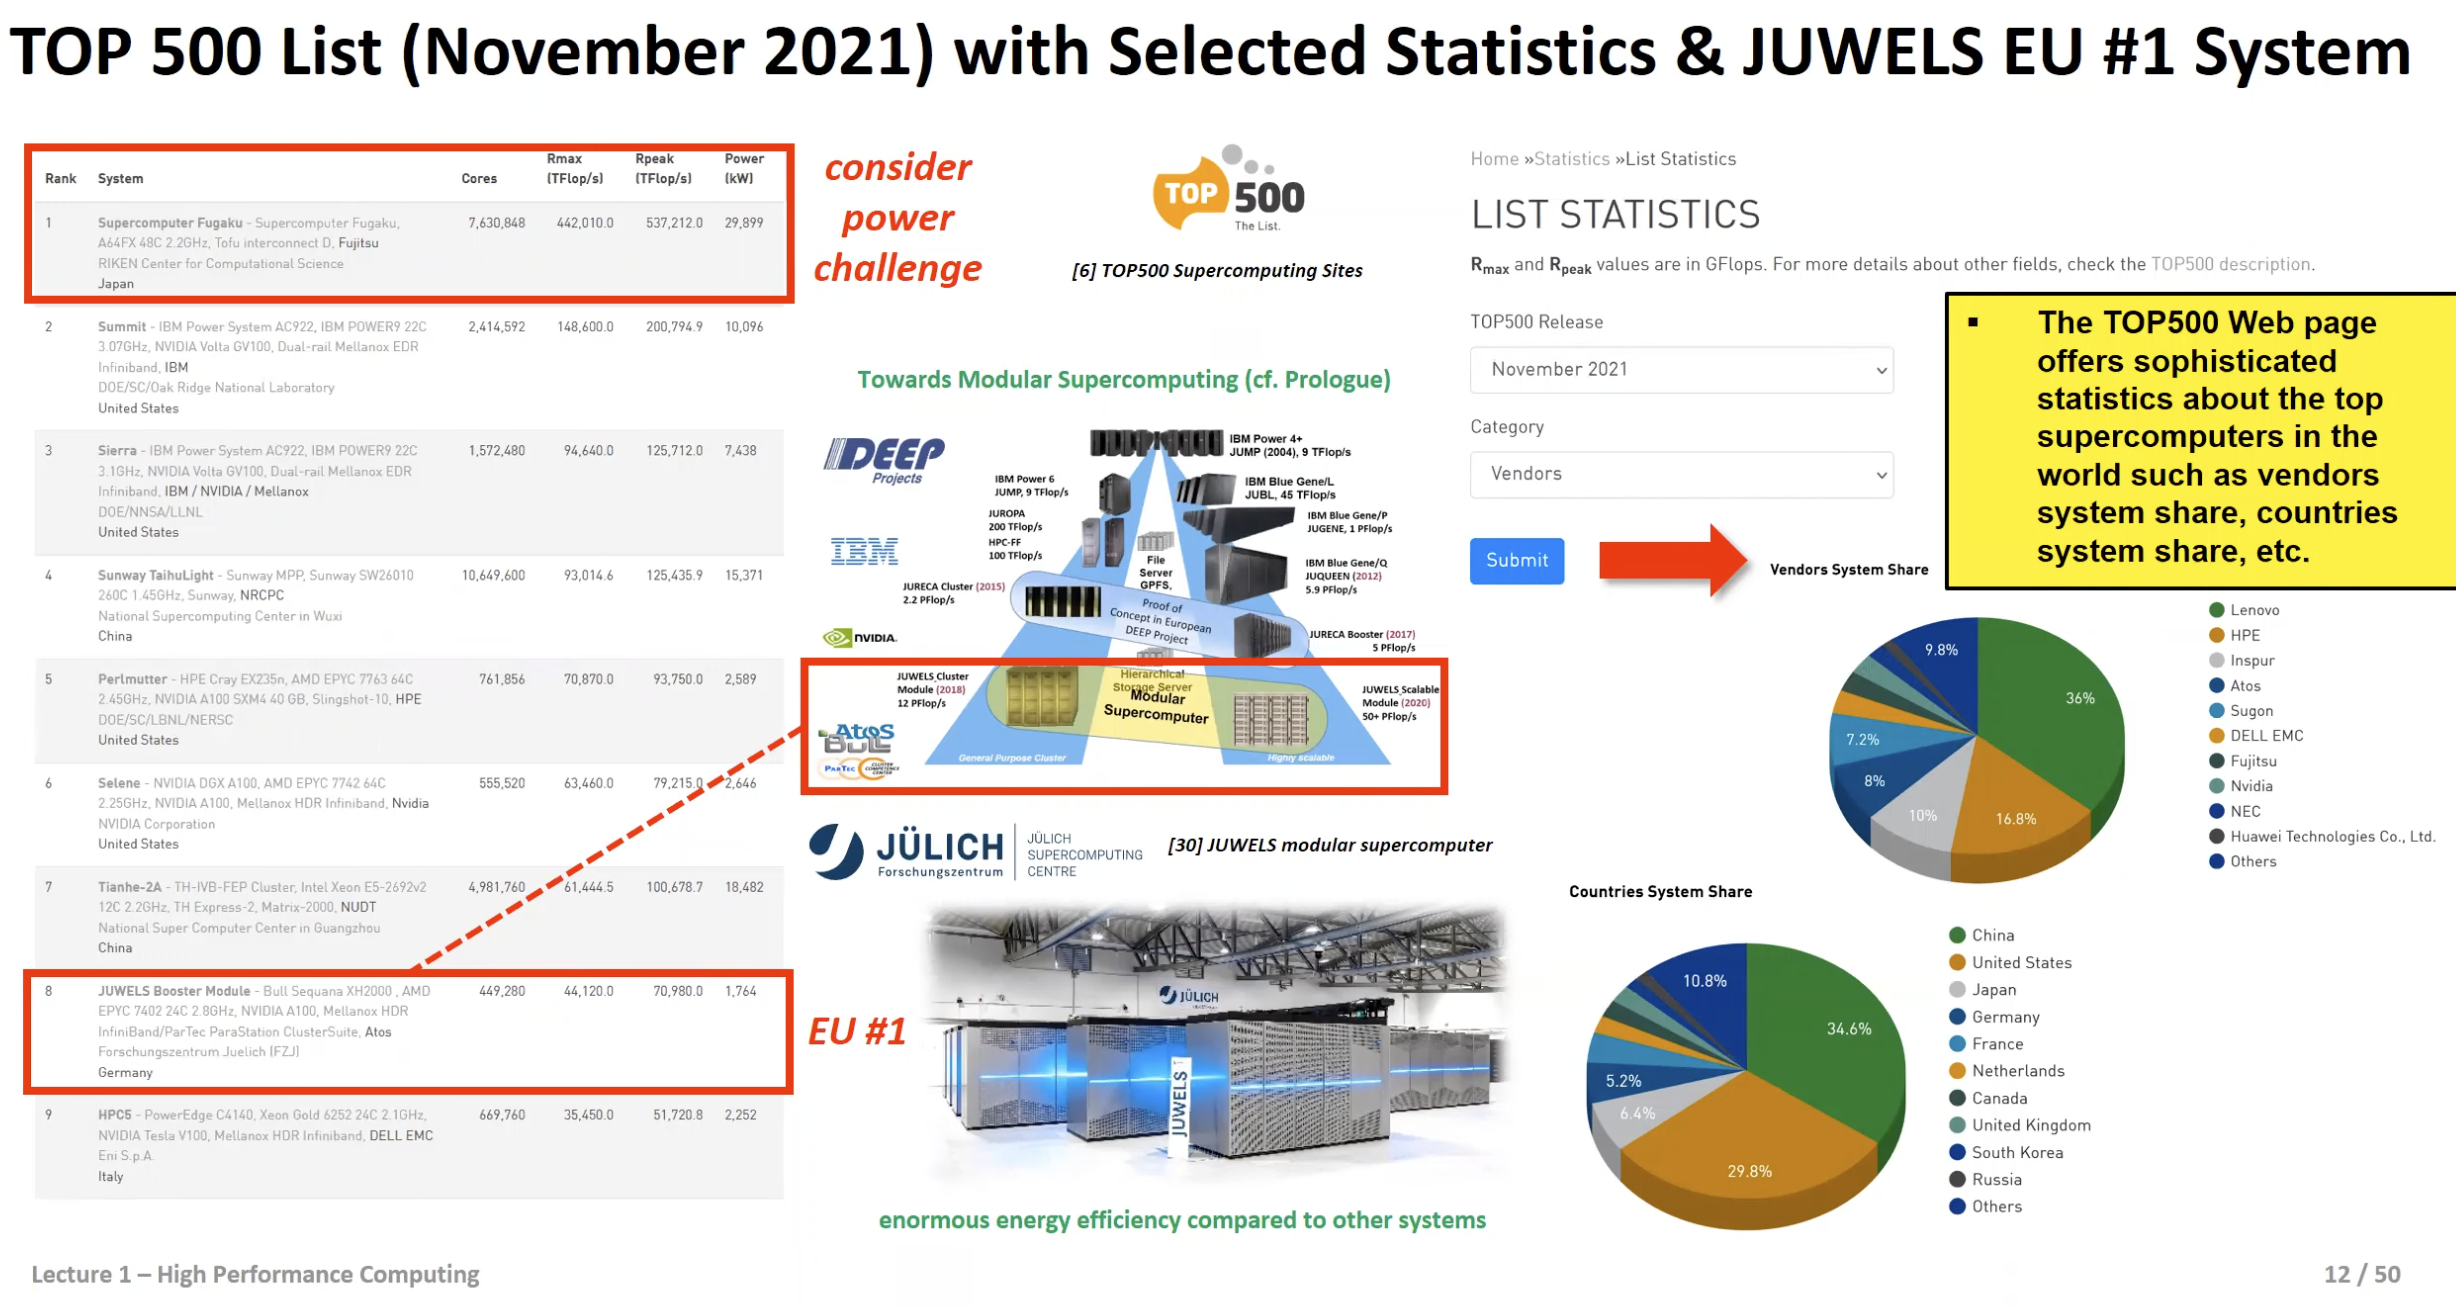 TOP 500 List (November 2021) with Selected Statistics & JUWELS EU #1 System
Rank System Cores Rmax (TFlop/s) Rpeak (TFlop/s) Power (kW)
1 Supercomputer Fugaku - Supercomputer Fugaku, 7,630,848 442,010.0 537,212.0 29,899
A64FX 48C 2.2GHz, Tofu interconnect D, Fujitsu
RIKEN Center for Computational Science
Japan
2 Summit - IBM Power System AC922, IBM POWER9 22C 2,414,592 148,600.0 200,794.9 10,096
3.07GHz, NVIDIA Volta GV100, Dual-rail Mellanox EDR
Infiniband, IBM
DOE/SC/Oak Ridge National Laboratory
United States
3 Sierra - IBM Power System AC922, IBM POWER9 22C 1,572,480 94,640.0 125,712.0 7,438
3.1GHz, NVIDIA Volta GV100, Dual-rail Mellanox EDR
Infiniband, IBM / NVIDIA / Mellanox
DOE/NNSA/LLNL
United States
4 Sunway TaihuLight - Sunway MPP, Sunway SW26010 10,649,600 93,014.6 125,435.9 15,371
260C 1.45GHz, Sunway, NRCPC
National Supercomputing Center in Wuxi
China
5 Perlmutter - HPE Cray EX235n, AMD EPYC 7763 64C 761,856 70,870.0 93,750.0 2,589
2.45GHz, NVIDIA A100 SXM4 40 GB, Slingshot-10, HPE
DOE/SC/LBNL/NERSC
United States
6 Selene - NVIDIA DGX A100, AMD EPYC 7742 64C 555,520 63,460.0 79,215.0 2,646
2.25GHz, NVIDIA A100, Mellanox HDR Infiniband, Nvidia
NVIDIA Corporation
United States
7 Tianhe-2A - TH-IVB-FEP Cluster, Intel Xeon E5-2692v2 4,981,760 61,444.5 100,678.7 18,482
12C 2.2GHz, TH Express-2, Matrix-2000, NUDT
National Super Computer Center in Guangzhou
China
8 JUWELS Booster Module - Bull Sequana XH2000 , AMD 449,280 44,120.0 70,980.0 1,764
EPYC 7402 24C 2.8GHz, NVIDIA A100, Mellanox HDR
InfiniBand/ParTec ParaStation ClusterSuite, Atos
Forschungszentrum Juelich (FZJ)
Germany
9 HPC5 - PowerEdge C4140, Xeon Gold 6252 24C 2.1GHz, 669,760 35,450.0 51,720.8 2,252
NVIDIA Tesla V100, Mellanox HDR Infiniband, DELL EMC
Eni S.p.A.
Italy
consider
power
challenge
TOP 500
The List.
[6] TOP500 Supercomputing Sites
Towards Modular Supercomputing (cf. Prologue)
DEEP
Projects
IBM
NVIDIA.
Atos
Bull
ParTec CLUSTER COMPETENCE CENTER
IBM Power 4+
JUMP (2004), 9 TFlop/s
IBM Power 6
JUMP, 9 TFlop/s
IBM Blue Gene/L
JUBL, 45 TFlop/s
JUROPA
200 TFlop/s
HPC-FF
100 TFlop/s
IBM Blue Gene/P
JUGENE, 1 PFlop/s
File
Server
GPFS,
IBM Blue Gene/Q
JUQUEEN (2012)
5.9 PFlop/s
JURECA Cluster (2015)
2.2 PFlop/s
Proof of
Concept in European
DEEP Project
JURECA Booster (2017)
5 PFlop/s
JUWELS Cluster
Module (2018)
12 PFlop/s
Hierarchical
Storage Server
Modular
Supercomputer
JUWELS Scalable
Module (2020)
50+ PFlop/s
General Purpose Cluster
Highly scalable
JÜLICH
Forschungszentrum
JÜLICH
SUPERCOMPUTING
CENTRE
[30] JUWELS modular supercomputer
EU #1
JÜLICH
JUWELS
enormous energy efficiency compared to other systems
Home »Statistics »List Statistics
LIST STATISTICS
Rmax and Rpeak values are in GFlops. For more details about other fields, check the TOP500 description.
TOP500 Release
November 2021
Category
Vendors
Submit
▪ The TOP500 Web page
offers sophisticated
statistics about the top
supercomputers in the
world such as vendors
system share, countries
system share, etc.
Vendors System Share
36%
16.8%
10%
8%
7.2%
9.8%
Lenovo
HPE
Inspur
Atos
Sugon
DELL EMC
Fujitsu
Nvidia
NEC
Huawei Technologies Co., Ltd.
Others
Countries System Share
34.6%
29.8%
6.4%
5.2%
10.8%
China
United States
Japan
Germany
France
Netherlands
Canada
United Kingdom
South Korea
Russia
Others
Lecture 1 – High Performance Computing
12 / 50